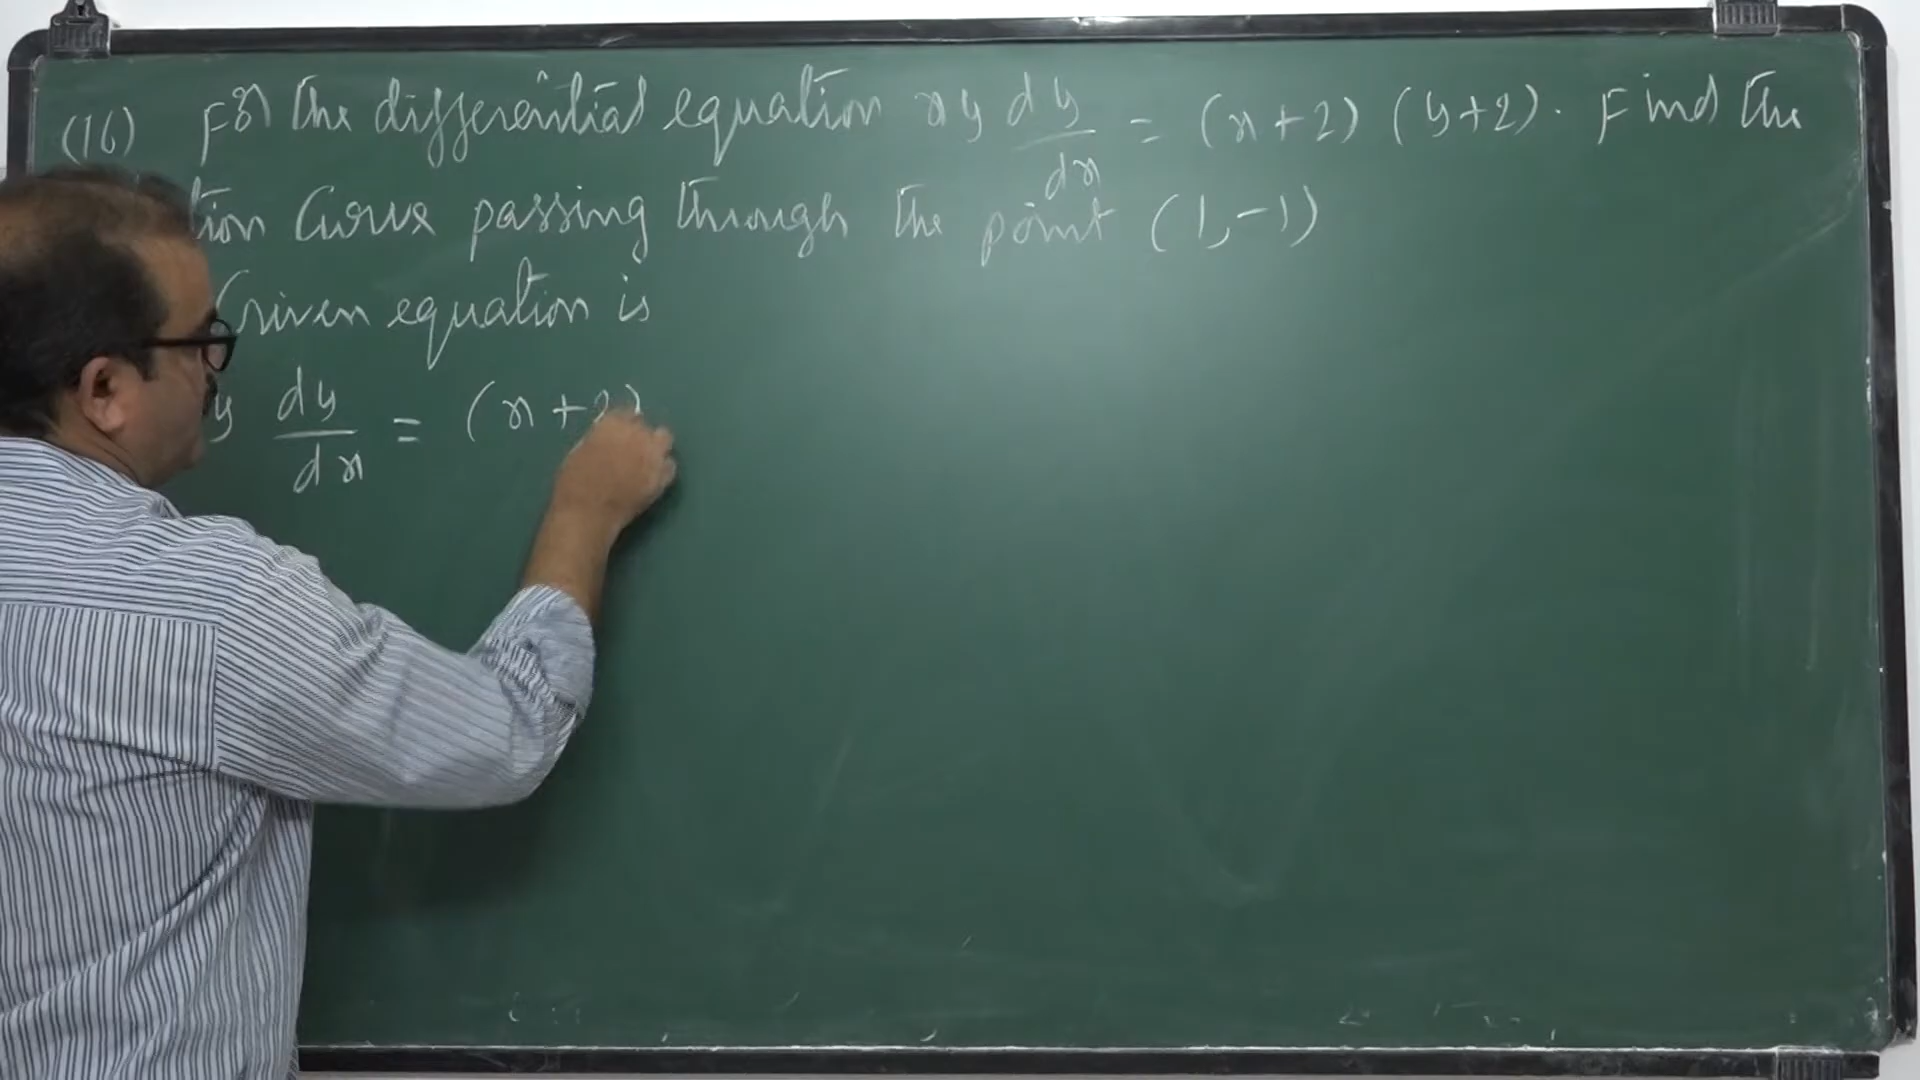 (16) For the differential equation xy dy/dx = (x+2) (y+2). Find the
tion Curve passing through the point (1, -1)
Given equation is
y dy/dx = (x+2)